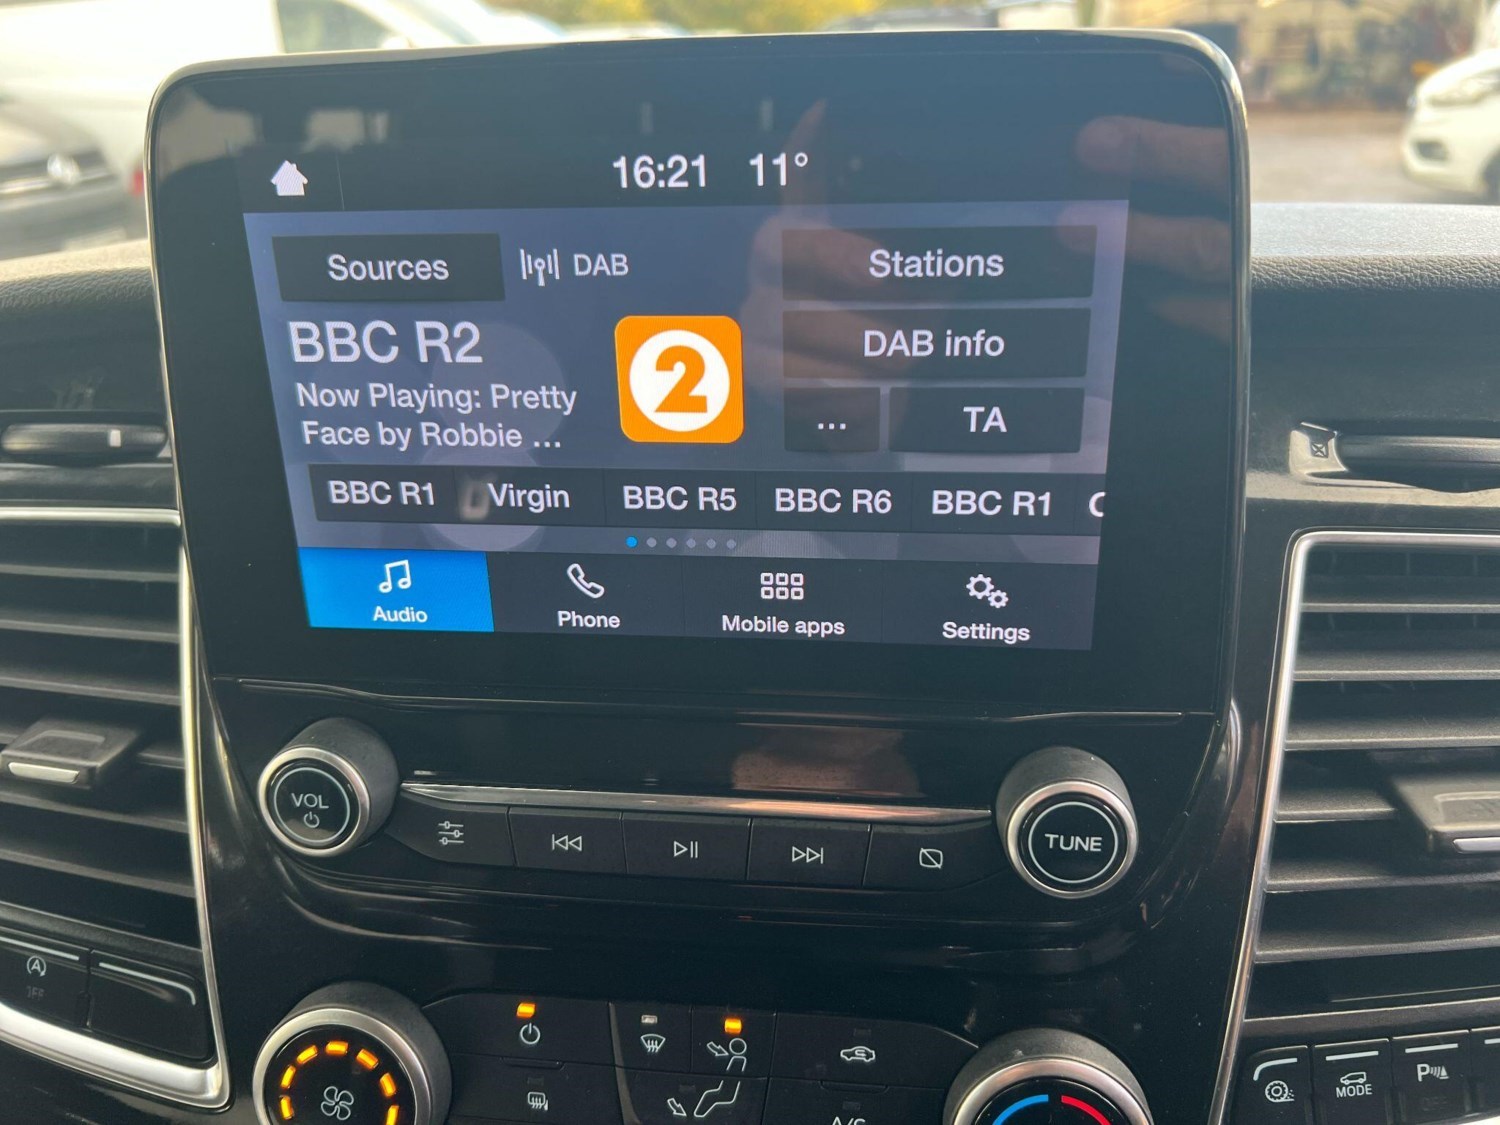 16:21 11°
Sources DAB Stations
BBC R2
2
DAB info
Now Playing: Pretty
Face by Robbie ...
... TA
BBC R1 Virgin BBC R5 BBC R6 BBC R1
Audio Phone Mobile apps Settings
VOL
TUNE
A
MODE
P
A/C